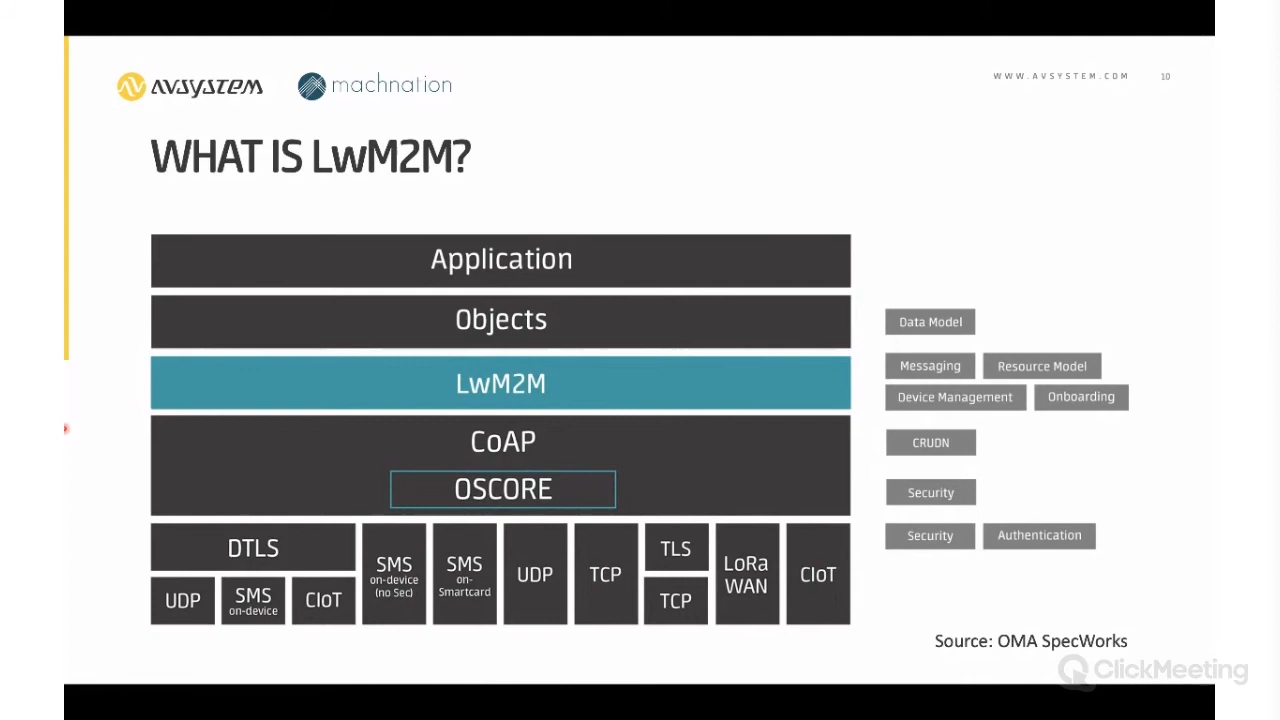 AVSYSTEM machnation
WWW.AVSYSTEM.COM 10
WHAT IS LwM2M?
Application
Objects
Data Model
LwM2M
Messaging Resource Model
Device Management Onboarding
CoAP
CRUDN
OSCORE
Security
Security Authentication
DTLS
UDP
SMS
on-device
CIoT
SMS
on-device
(no Sec)
SMS
on-
Smartcard
UDP
TCP
TLS
TCP
LoRa
WAN
CIoT
Source: OMA SpecWorks
ClickMeeting